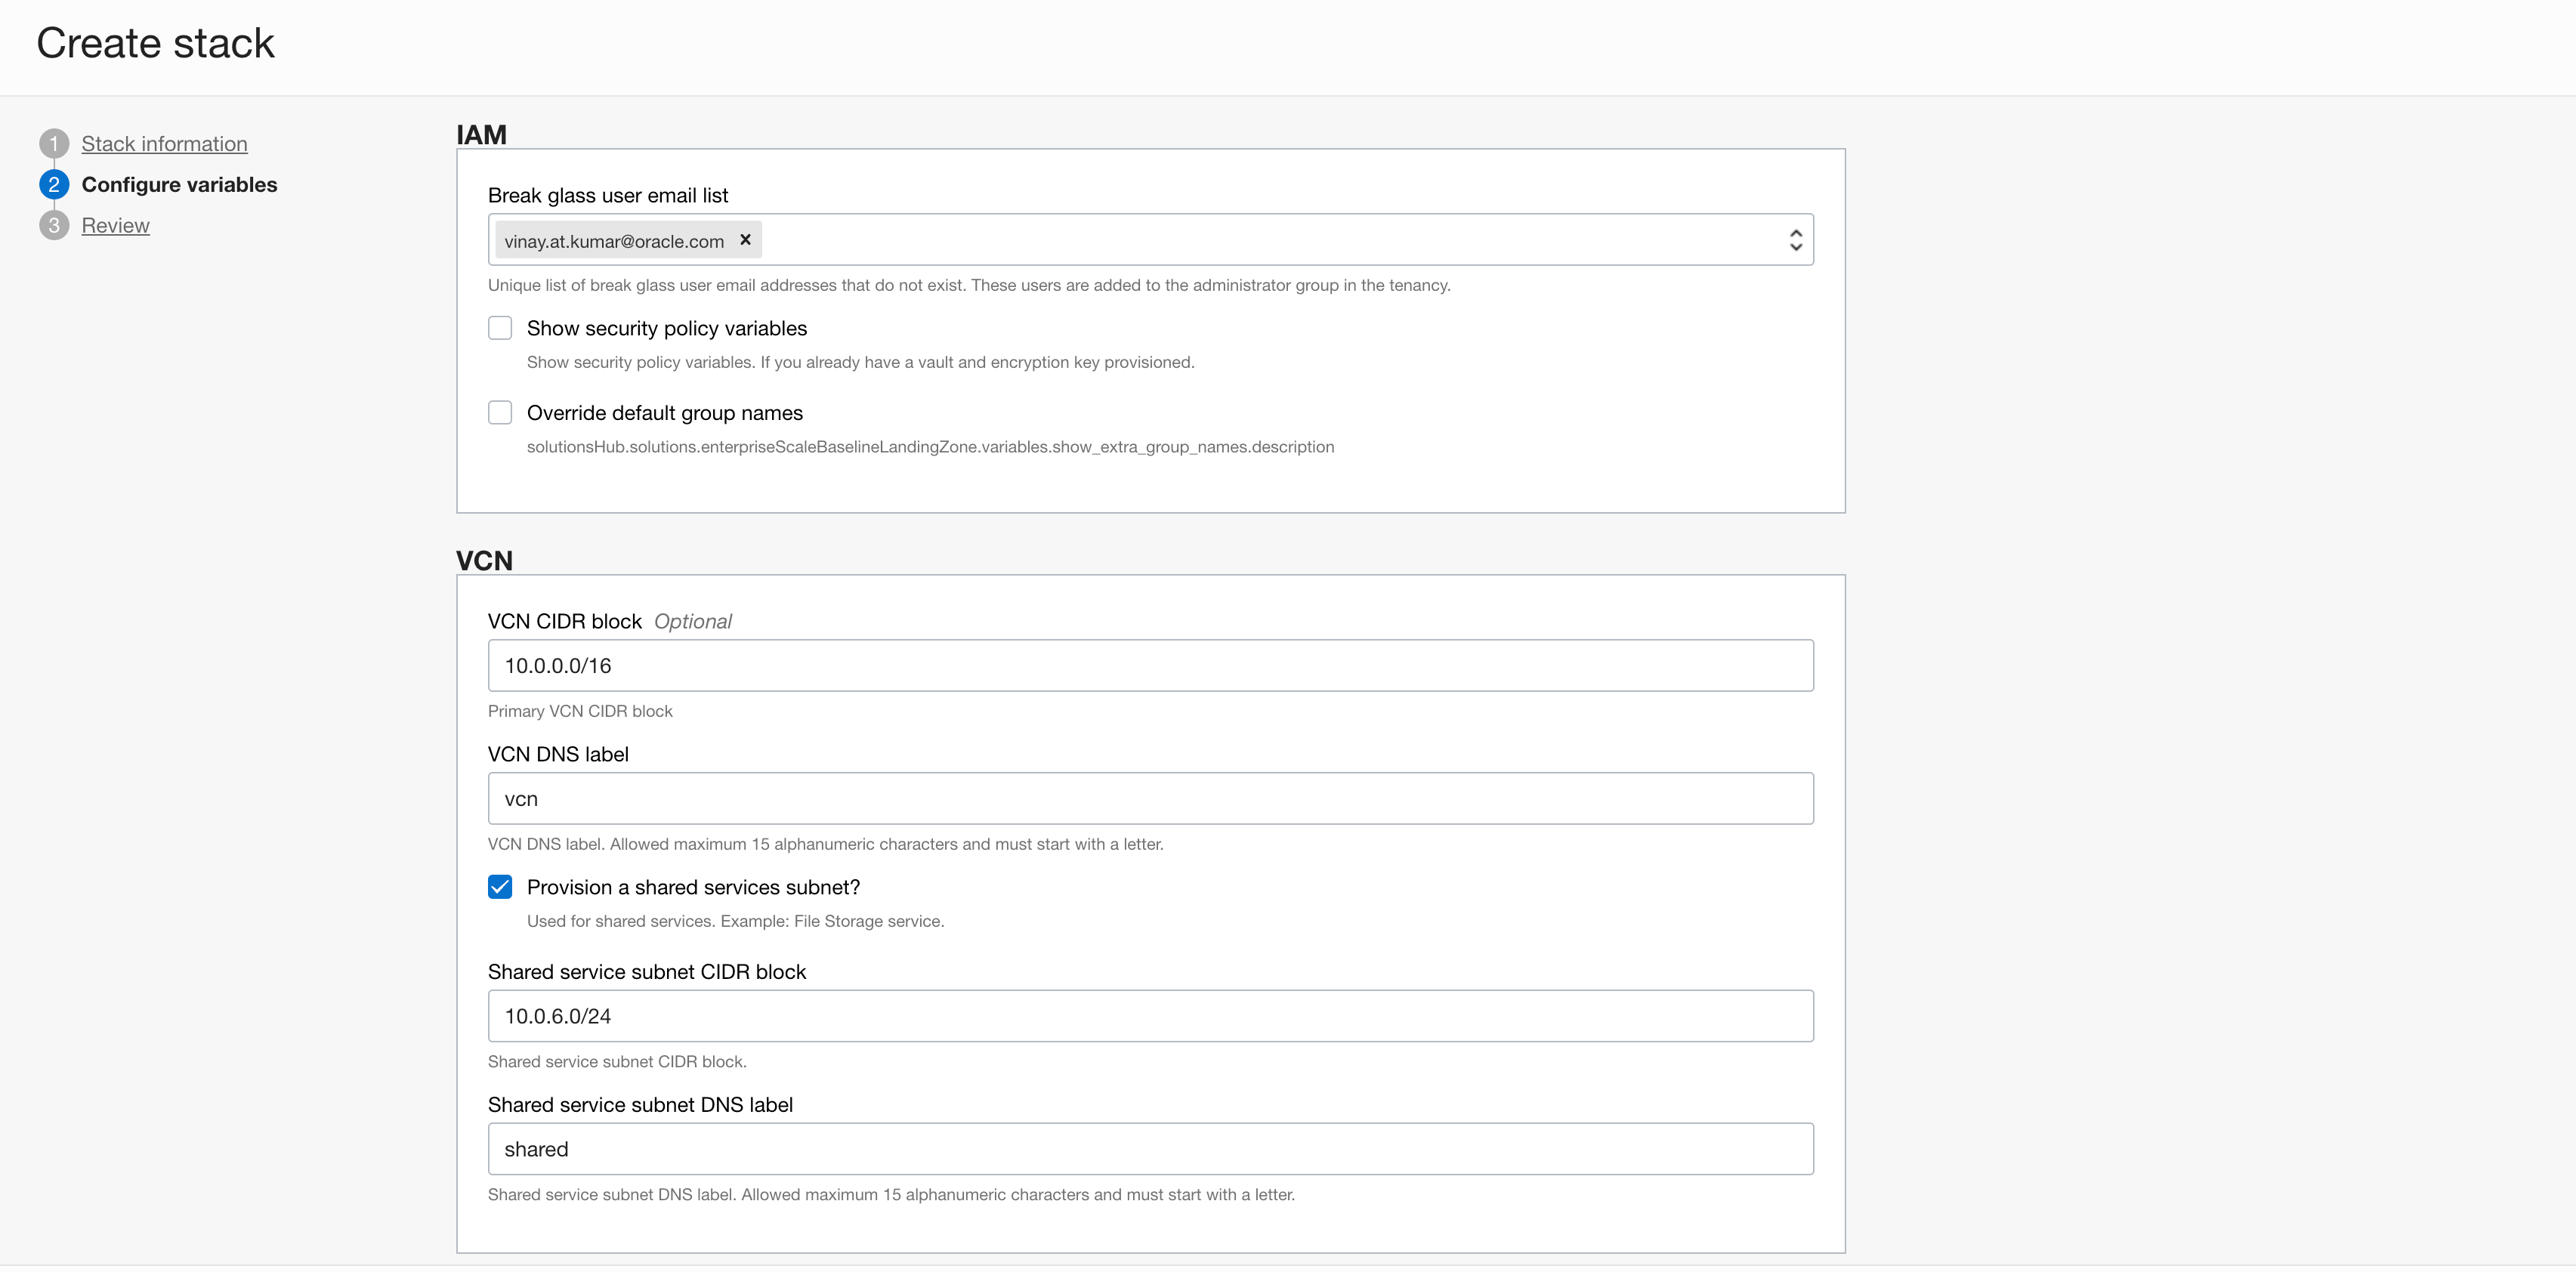 Create stack
1 Stack information
2 Configure variables
3 Review
IAM
Break glass user email list
vinay.at.kumar@oracle.com ×
Unique list of break glass user email addresses that do not exist. These users are added to the administrator group in the tenancy.
Show security policy variables
Show security policy variables. If you already have a vault and encryption key provisioned.
Override default group names
solutionsHub.solutions.enterpriseScaleBaselineLandingZone.variables.show_extra_group_names.description
VCN
VCN CIDR block Optional
10.0.0.0/16
Primary VCN CIDR block
VCN DNS label
vcn
VCN DNS label. Allowed maximum 15 alphanumeric characters and must start with a letter.
Provision a shared services subnet?
Used for shared services. Example: File Storage service.
Shared service subnet CIDR block
10.0.6.0/24
Shared service subnet CIDR block.
Shared service subnet DNS label
shared
Shared service subnet DNS label. Allowed maximum 15 alphanumeric characters and must start with a letter.